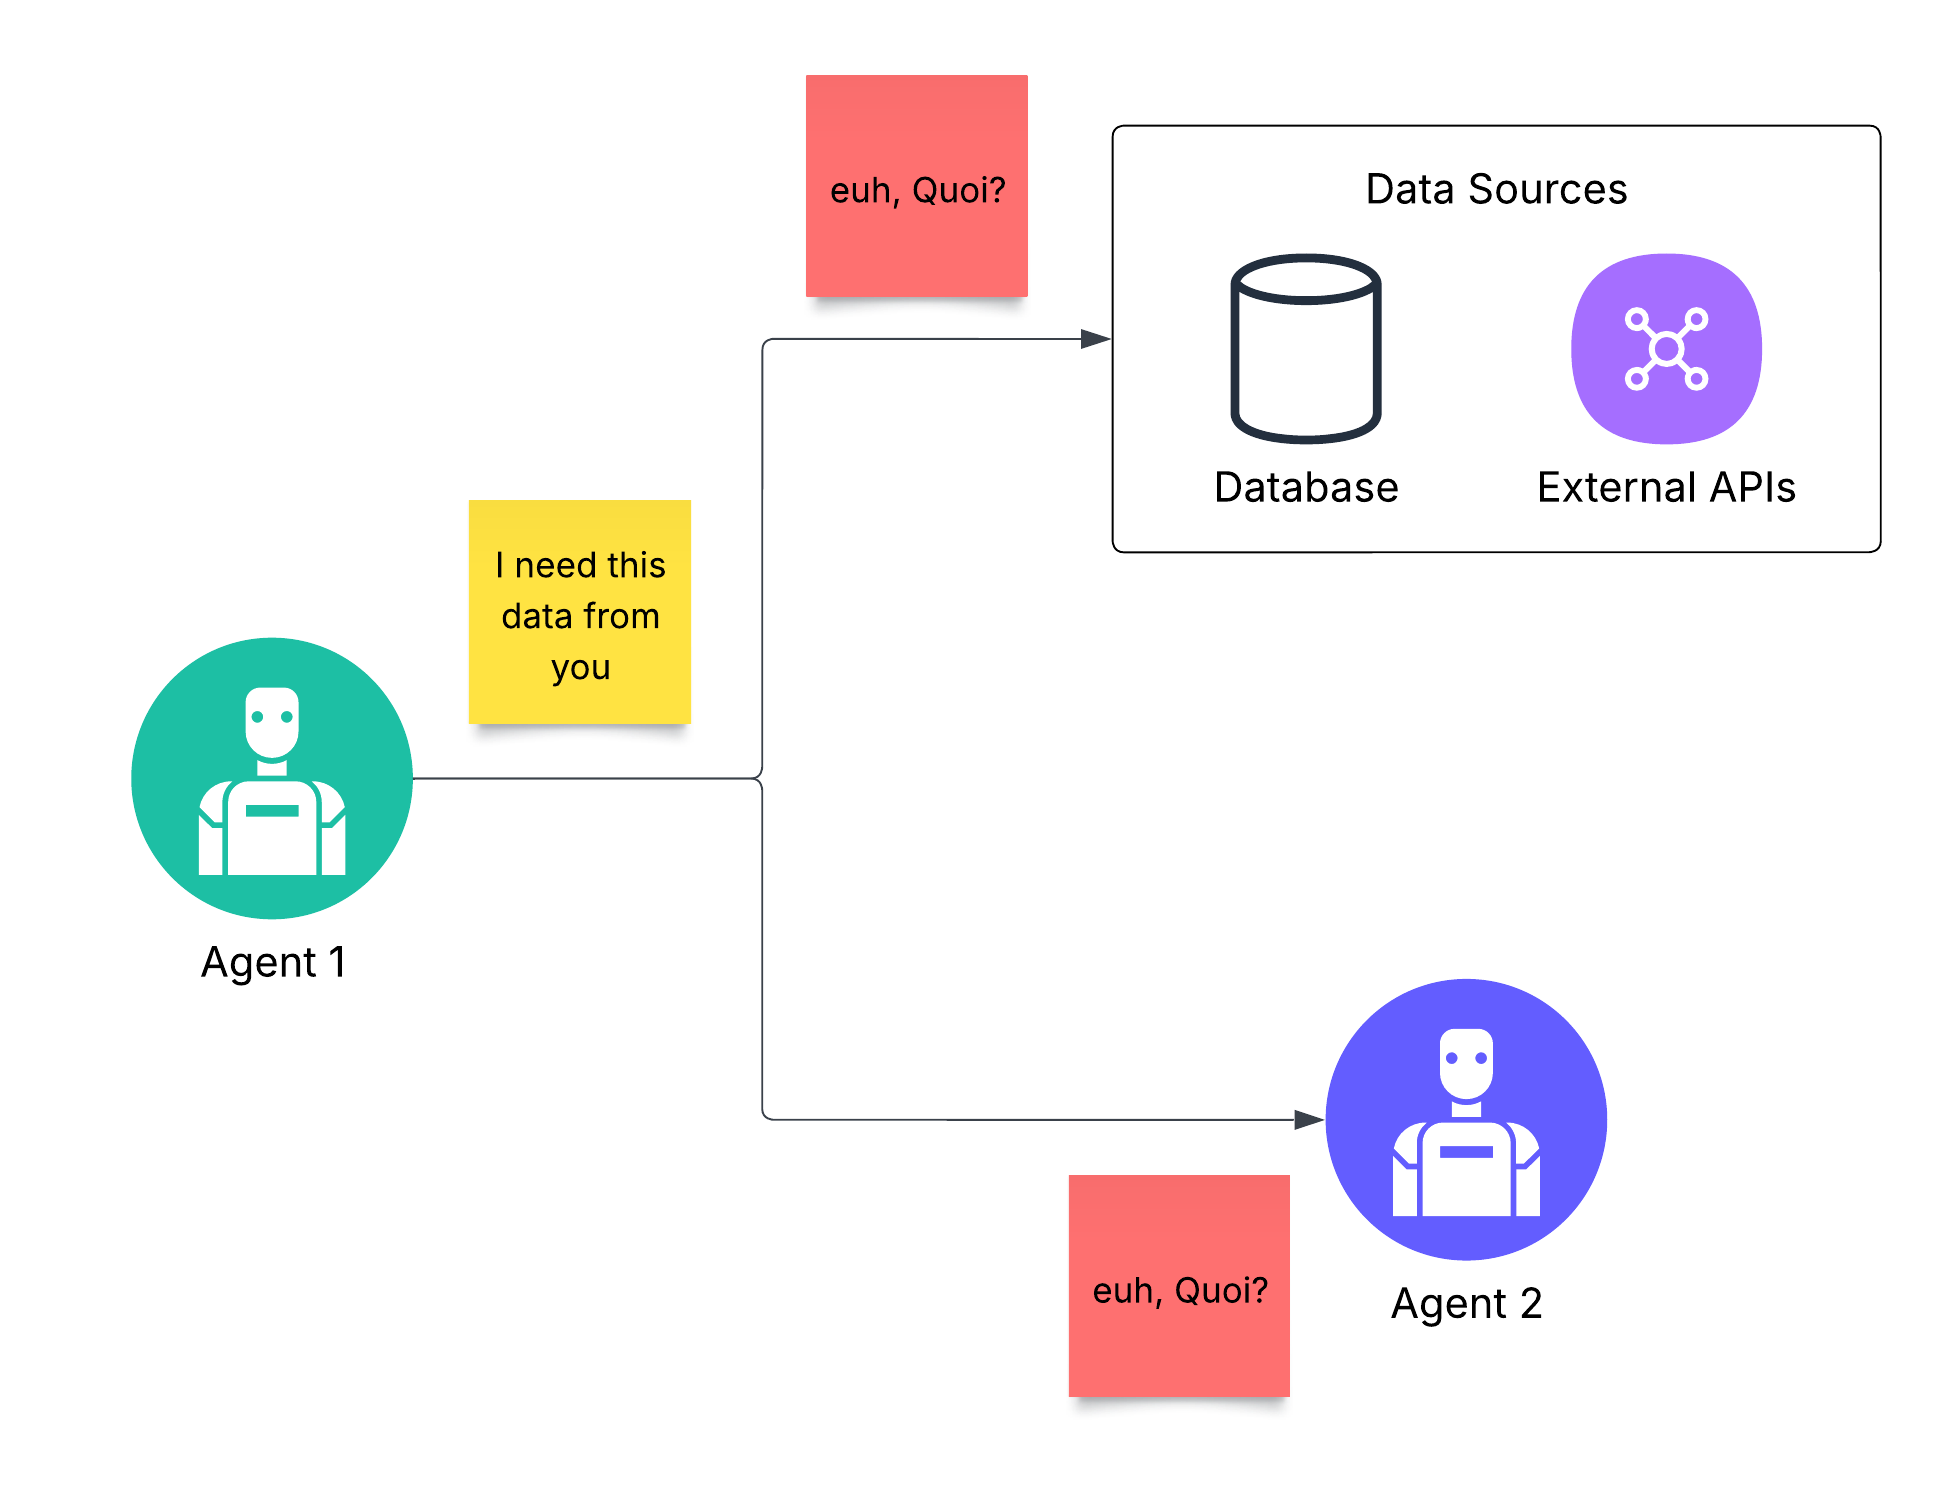 euh, Quoi?
Data Sources
Database
External APIs
I need this
data from
you
Agent 1
euh, Quoi?
Agent 2